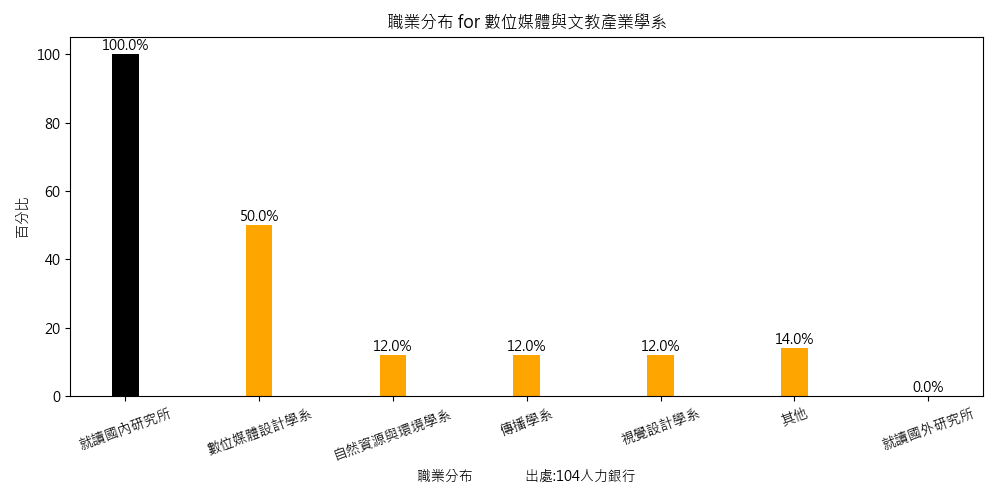 職業分布 for 數位媒體與文教產業學系
百分比
100
80
60
40
20
0
100.0%
50.0%
12.0%
12.0%
12.0%
14.0%
0.0%
就讀國內研究所
數位媒體設計學系
自然資源與環境學系
傳播學系
視覺設計學系
其他
就讀國外研究所
職業分布 出處:104人力銀行